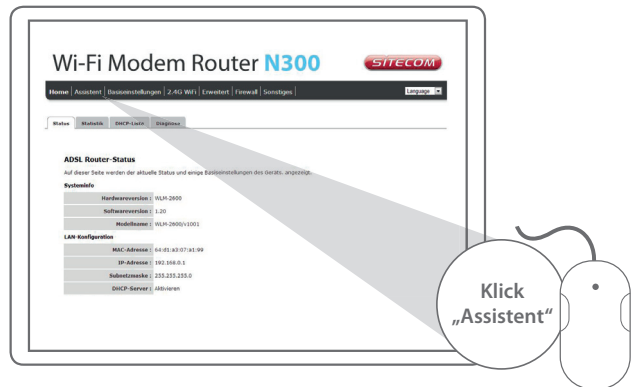 Wi-Fi Modem Router N300
SITECOM
Home | Assistent | Basiseinstellungen | 2.4G WiFi | Erweitert | Firewall | Sonstiges |
Language
Status Statistik DHCP-Liste Diagnose
ADSL Router-Status
Auf dieser Seite werden der aktuelle Status und einige Basiseinstellungen des Geräts. angezeigt.
Systeminfo
Hardwareversion : WLM-2600
Softwareversion : 1.20
Modellname : WLM-2600/v1001
LAN-Konfiguration
MAC-Adresse : 64:d1:a3:07:a1:99
IP-Adresse : 192.168.0.1
Subnetzmaske : 255.255.255.0
DHCP-Server : Aktivieren
Klick
„Assistent“